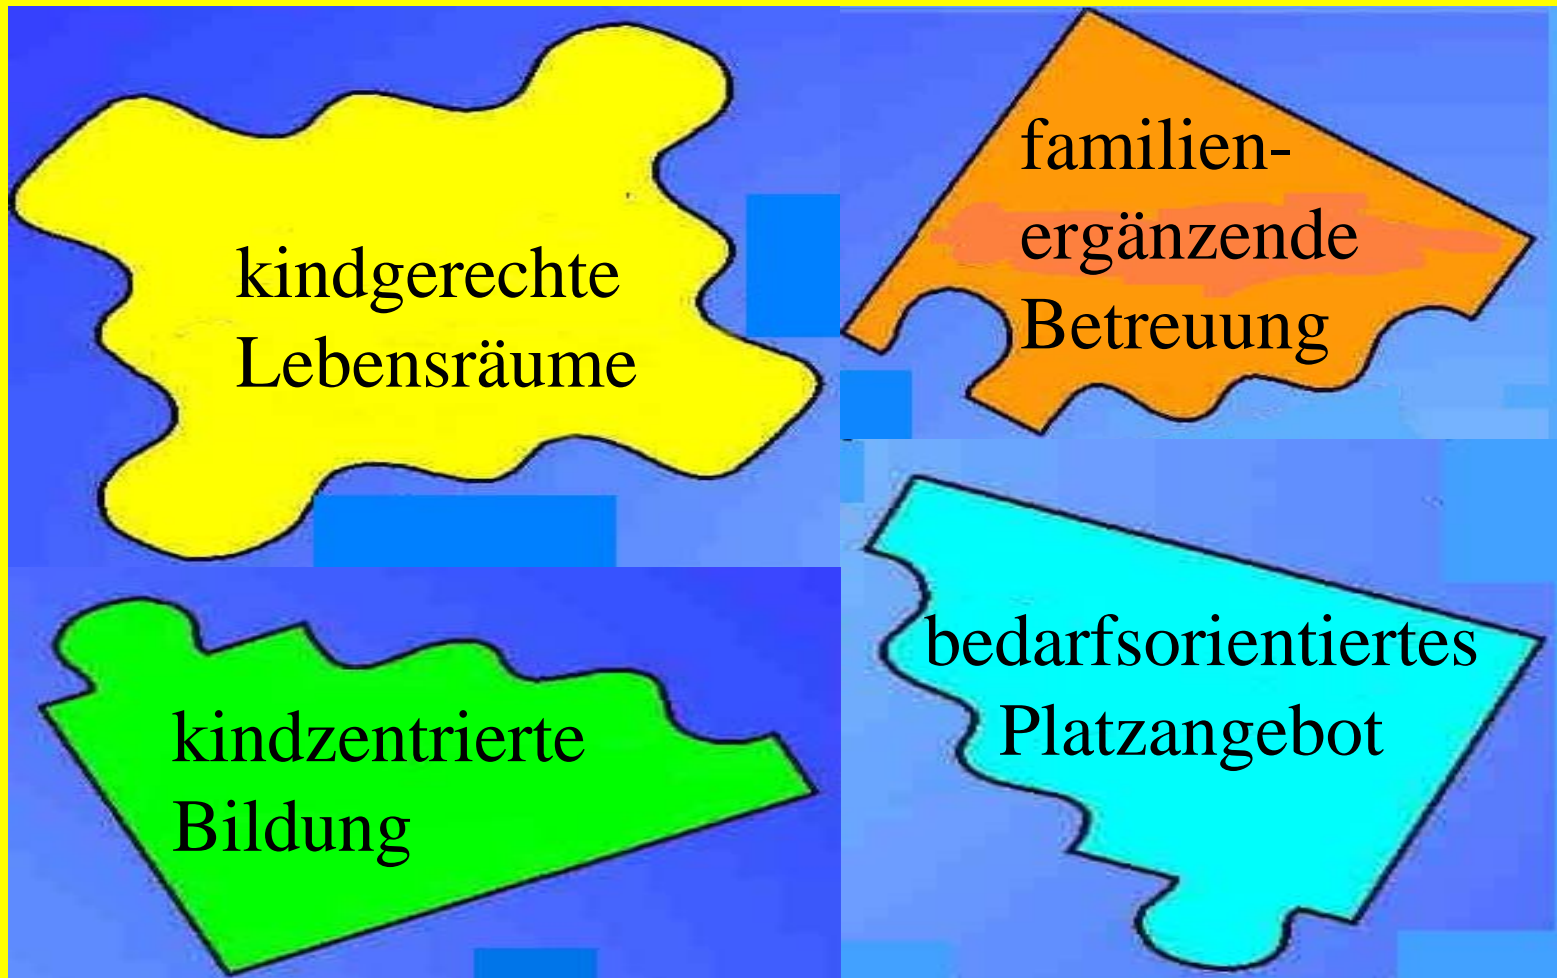 kindgerechte
Lebensräume
familien-
ergänzende
Betreuung
kindzentrierte
Bildung
bedarfsorientiertes
Platzangebot